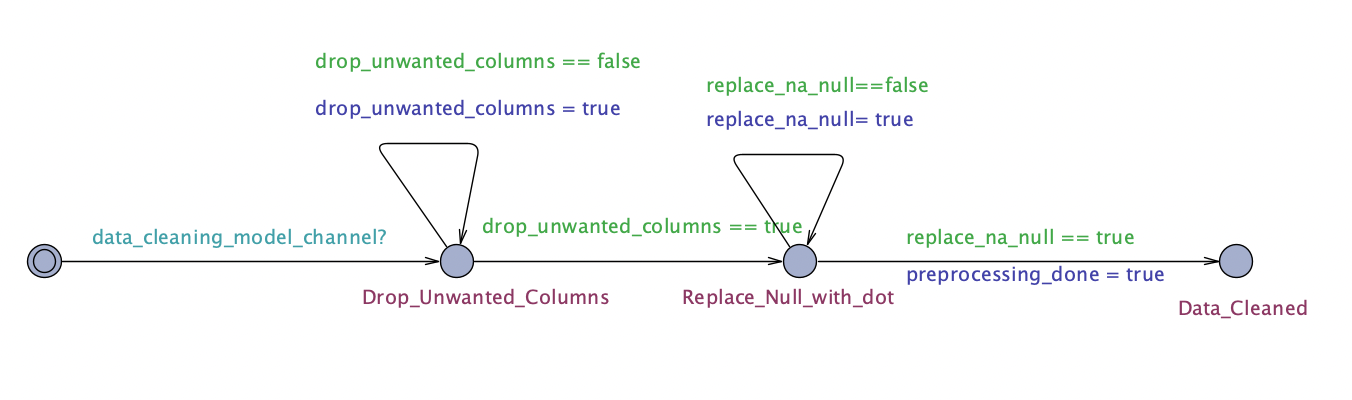 drop_unwanted_columns == false
drop_unwanted_columns = true
replace_na_null==false
replace_na_null= true
data_cleaning_model_channel?
drop_unwanted_columns == true
replace_na_null == true
preprocessing_done = true
Drop_Unwanted_Columns
Replace_Null_with_dot
Data_Cleaned